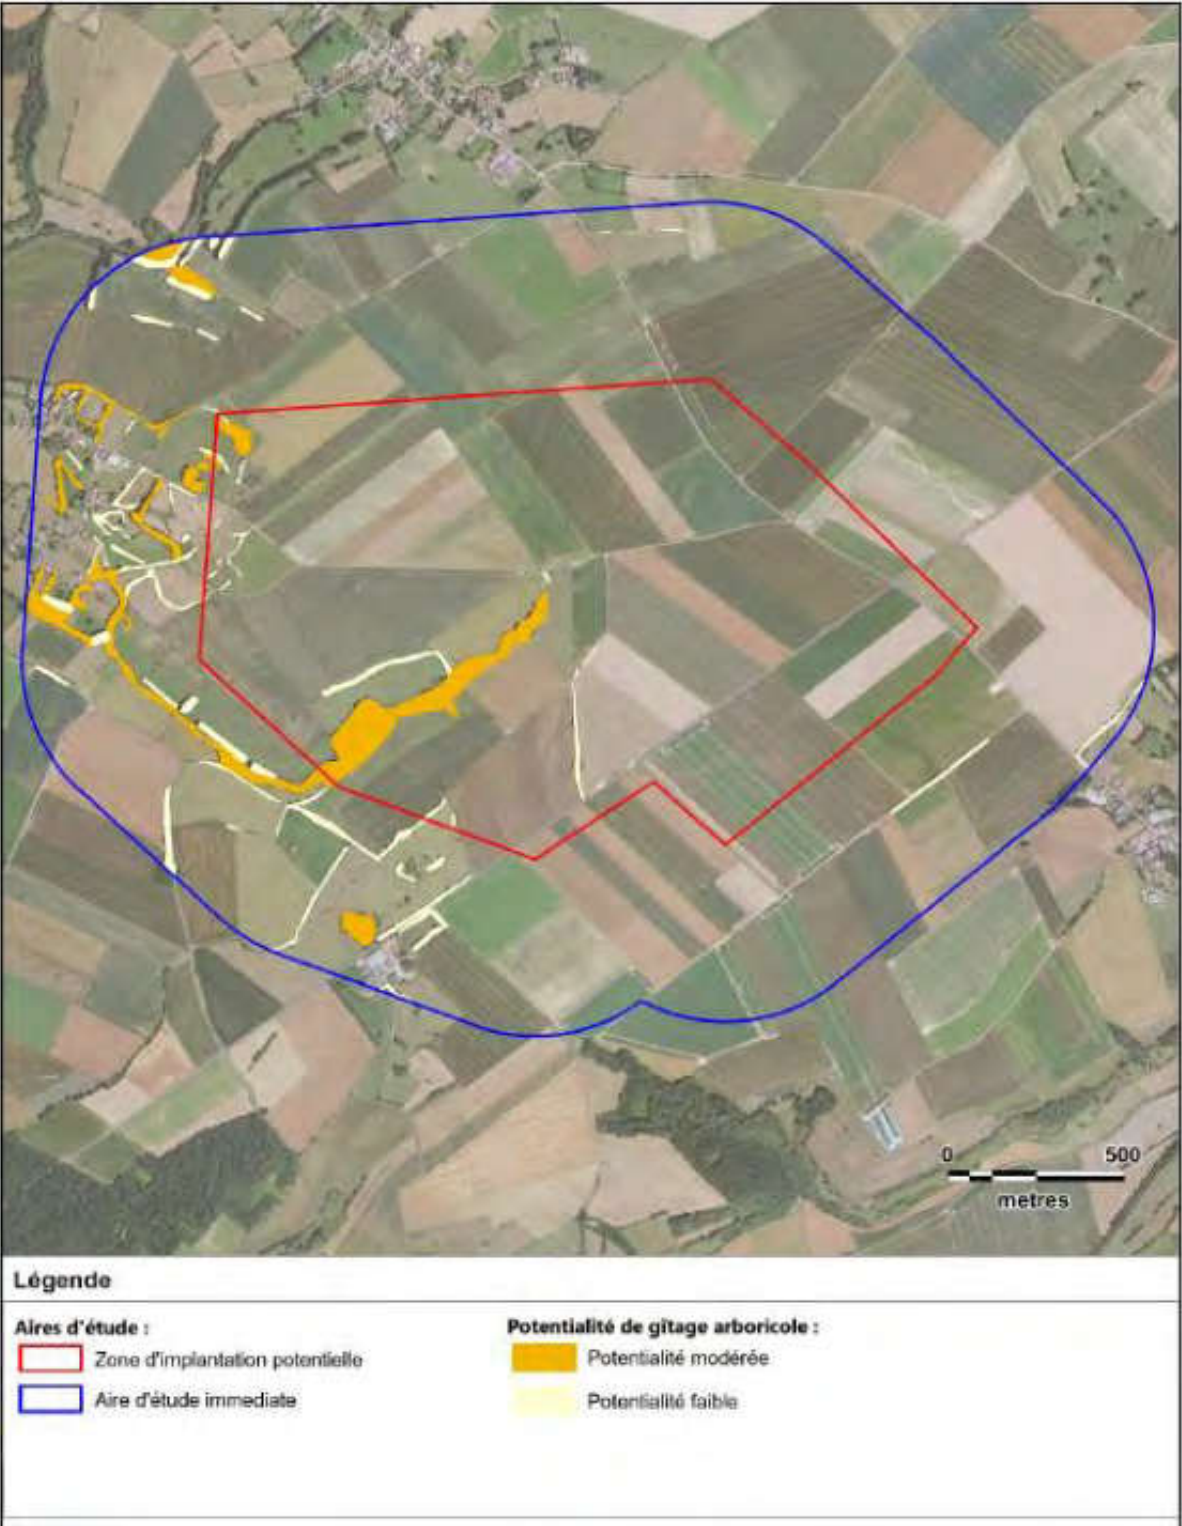 0 500
metres
Légende
Aires d'étude :
Zone d'implantation potentielle
Aire d'étude immediate
Potentialité de gîtage arboricole :
Potentialité modérée
Potentialité faible